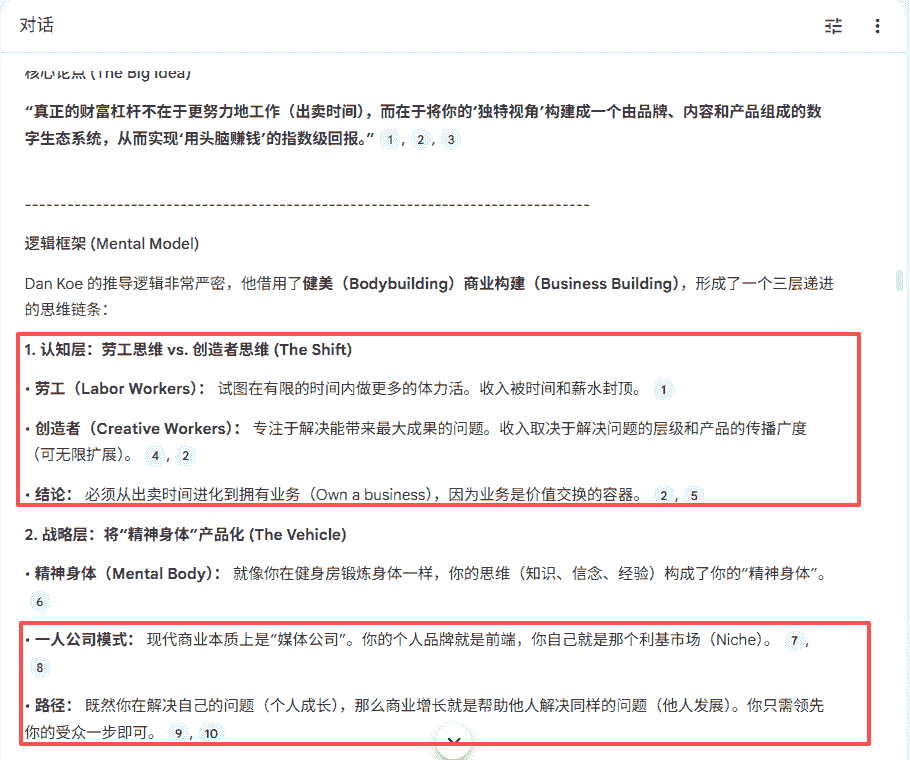 对话
核心论点 (The Big Idea)
“真正的财富杠杆不在于更努力地工作（出卖时间），而在于将你的‘独特视角’构建成一个由品牌、内容和产品组成的数
字生态系统，从而实现‘用头脑赚钱’的指数级回报。” 1 , 2 , 3
--------------------------------------------------------------------------------
逻辑框架 (Mental Model)
Dan Koe 的推导逻辑非常严密，他借用了健美（Bodybuilding）商业构建（Business Building），形成了一个三层递进
的思维链条：
1. 认知层：劳工思维 vs. 创造者思维 (The Shift)
• 劳工（Labor Workers）： 试图在有限的时间内做更多的体力活。收入被时间和薪水封顶。 1
• 创造者（Creative Workers）： 专注于解决能带来最大成果的问题。收入取决于解决问题的层级和产品的传播广度
（可无限扩展）。 4 , 2
• 结论： 必须从出卖时间进化到拥有业务（Own a business），因为业务是价值交换的容器。 2 , 5
2. 战略层：将“精神身体”产品化 (The Vehicle)
• 精神身体（Mental Body）： 就像你在健身房锻炼身体一样，你的思维（知识、信念、经验）构成了你的“精神身体”。
6
• 一人公司模式： 现代商业本质上是“媒体公司”。你的个人品牌就是前端，你自己就是那个利基市场（Niche）。 7 ,
8
• 路径： 既然你在解决自己的问题（个人成长），那么商业增长就是帮助他人解决同样的问题（他人发展）。你只需领先
你的受众一步即可。 9 , 10